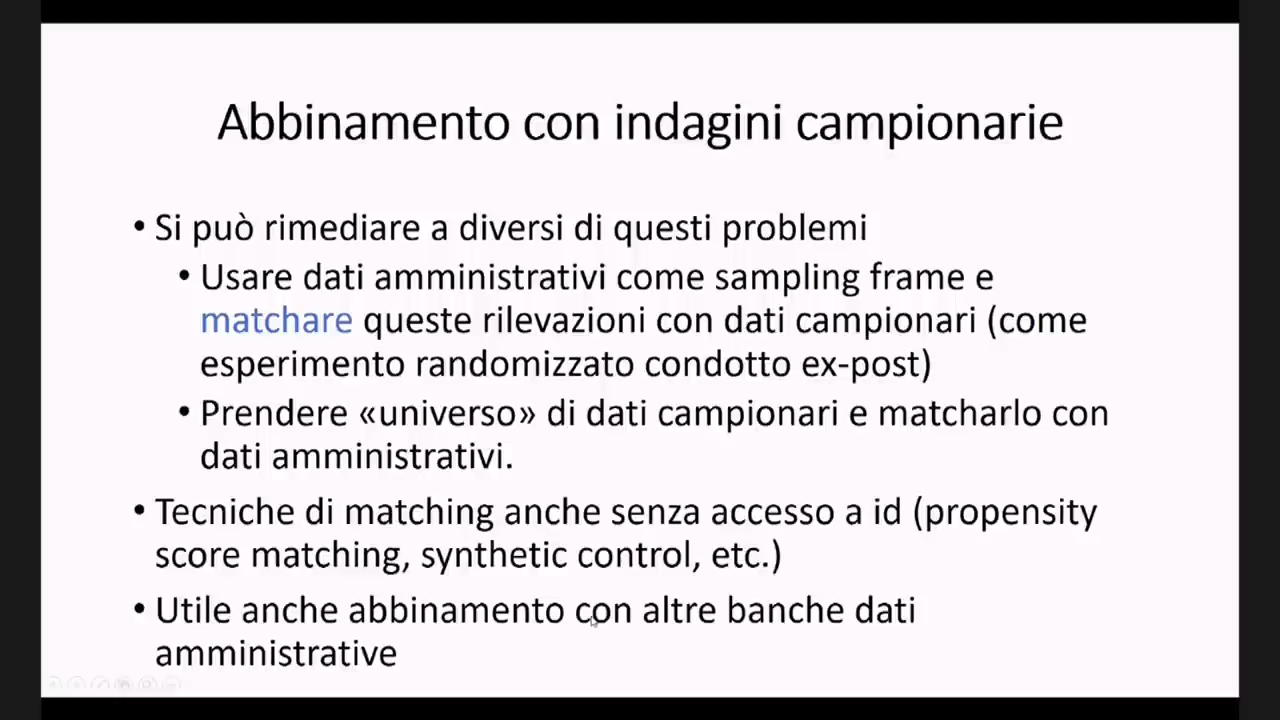 Abbinamento con indagini campionarie
• Si può rimediare a diversi di questi problemi
• Usare dati amministrativi come sampling frame e
matchare queste rilevazioni con dati campionari (come
esperimento randomizzato condotto ex-post)
• Prendere «universo» di dati campionari e matcharlo con
dati amministrativi.
• Tecniche di matching anche senza accesso a id (propensity
score matching, synthetic control, etc.)
• Utile anche abbinamento con altre banche dati
amministrative